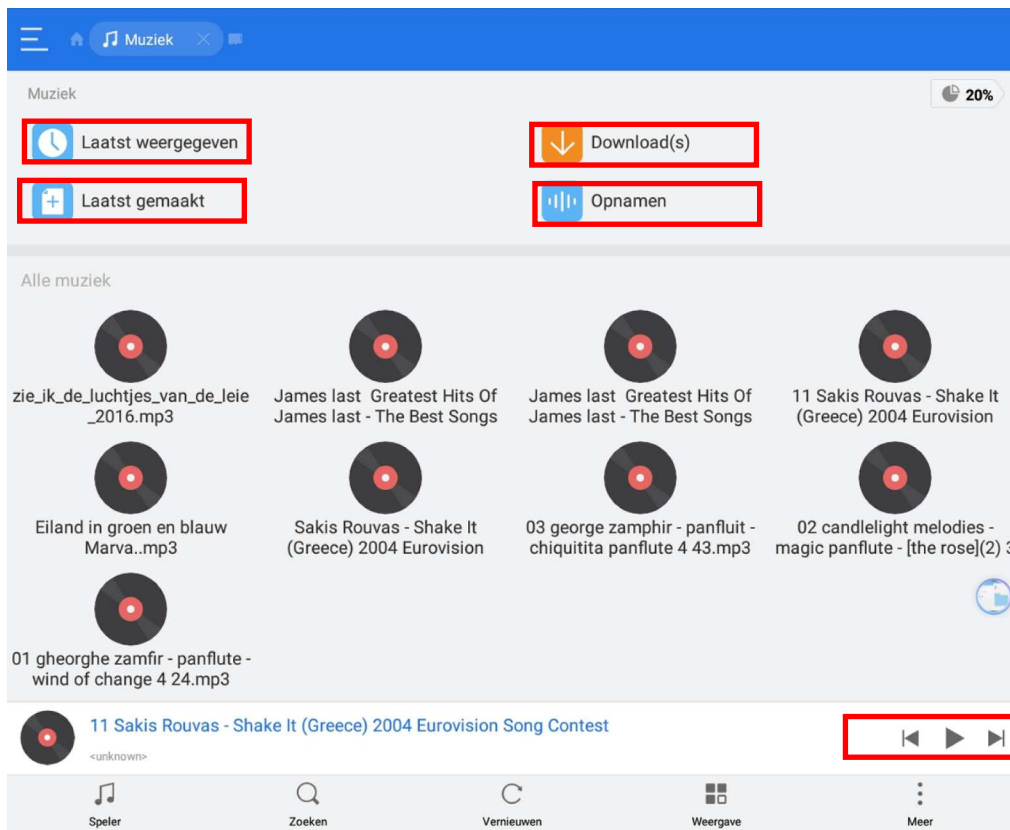 Muziek
Muziek
20%
Laatst weergegeven
Download(s)
Laatst gemaakt
Opnamen
Alle muziek
zie_ik_de_luchtjes_van_de_leie
_2016.mp3
James last Greatest Hits Of
James last - The Best Songs
James last Greatest Hits Of
James last - The Best Songs
11 Sakis Rouvas - Shake It
(Greece) 2004 Eurovision
Eiland in groen en blauw
Marva..mp3
Sakis Rouvas - Shake It
(Greece) 2004 Eurovision
03 george zamphir - panfluit -
chiquitita panflute 4 43.mp3
02 candlelight melodies -
magic panflute - [the rose](2) 3
01 gheorghe zamfir - panflute -
wind of change 4 24.mp3
11 Sakis Rouvas - Shake It (Greece) 2004 Eurovision Song Contest
<unknown>
Speler
Zoeken
Vernieuwen
Weergave
Meer